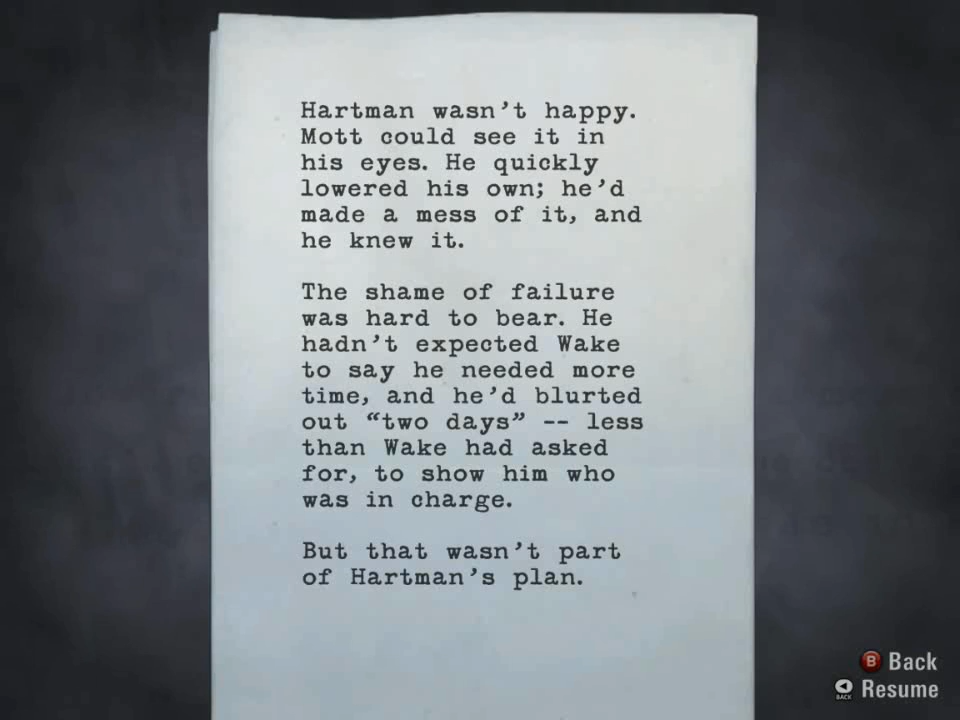 Hartman wasn't happy.
Mott could see it in
his eyes. He quickly
lowered his own; he'd
made a mess of it, and
he knew it.
The shame of failure
was hard to bear. He
hadn't expected Wake
to say he needed more
time, and he'd blurted
out “two days” -- less
than Wake had asked
for, to show him who
was in charge.
But that wasn't part
of Hartman's plan.
B Back
BACK Resume